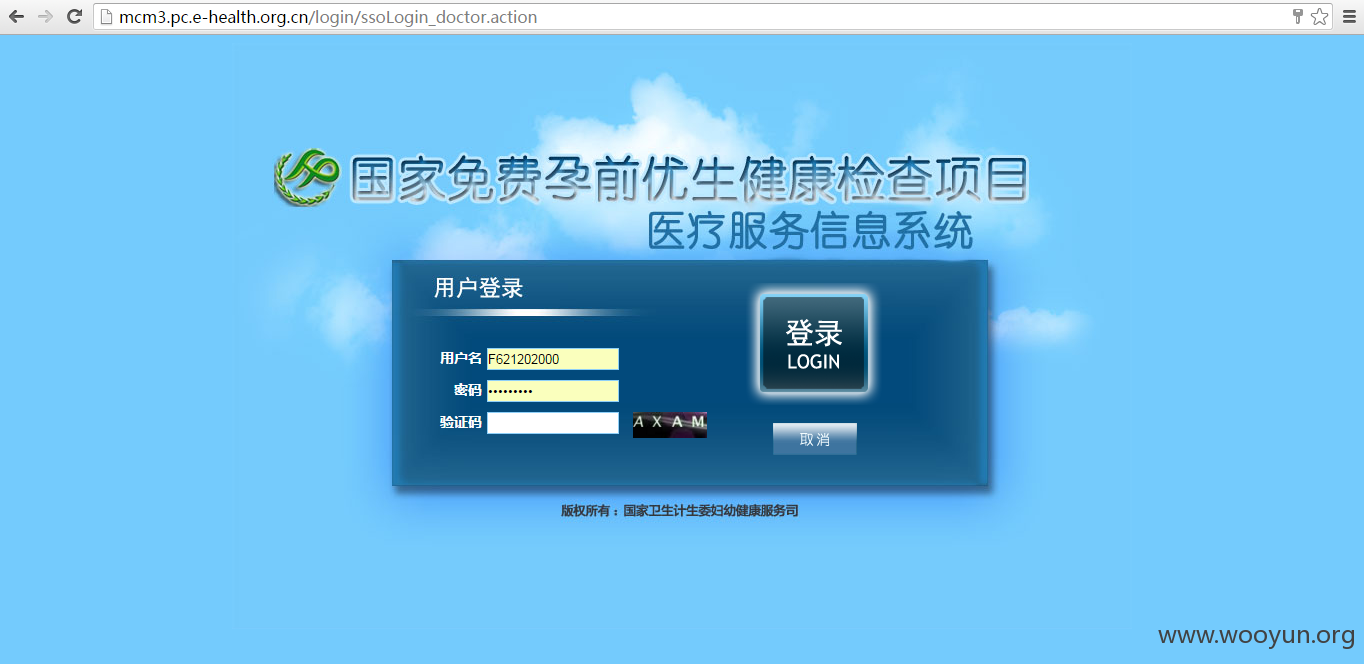 mcm3.pc.e-health.org.cn/login/ssoLogin_doctor.action
国家免费孕前优生健康检查项目
医疗服务信息系统
用户登录
用户名 F621202000
密码 •••••••••
验证码 AXAM
登录
LOGIN
取消
版权所有：国家卫生计生委妇幼健康服务司
www.wooyun.org